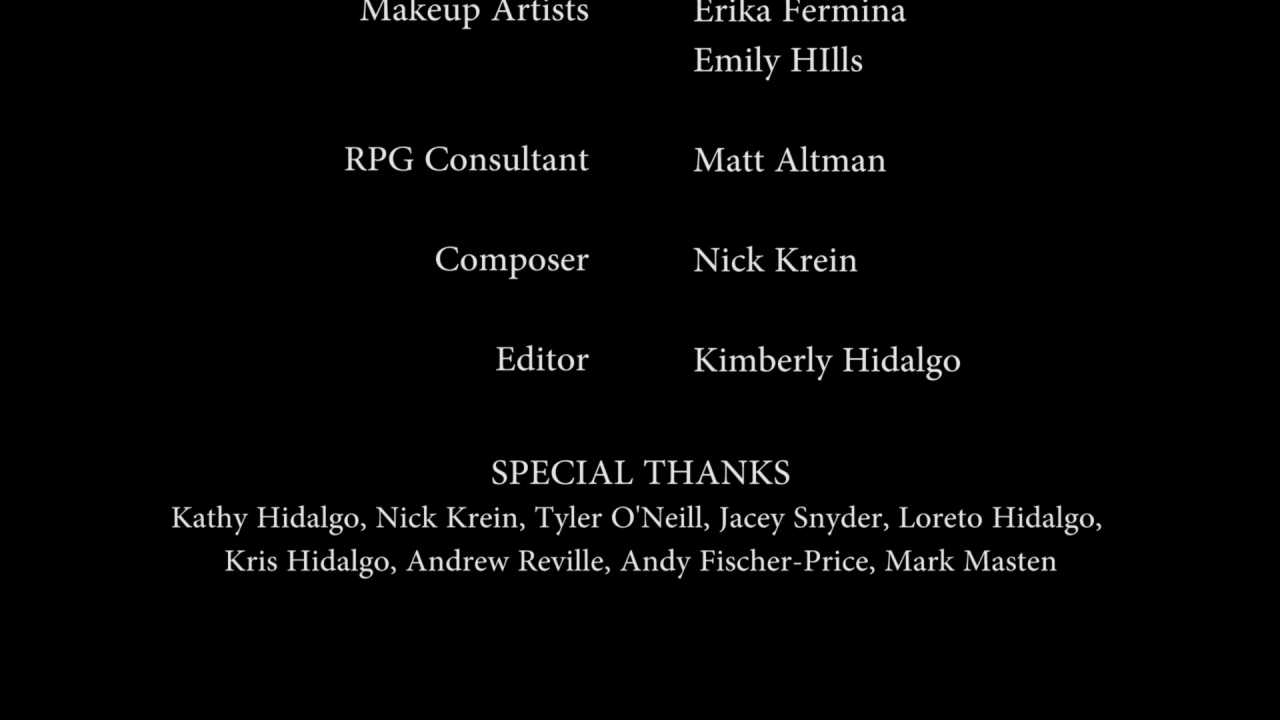 Makeup Artists Erika Fermina
Emily HIlls
RPG Consultant Matt Altman
Composer Nick Krein
Editor Kimberly Hidalgo
SPECIAL THANKS
Kathy Hidalgo, Nick Krein, Tyler O'Neill, Jacey Snyder, Loreto Hidalgo,
Kris Hidalgo, Andrew Reville, Andy Fischer-Price, Mark Masten